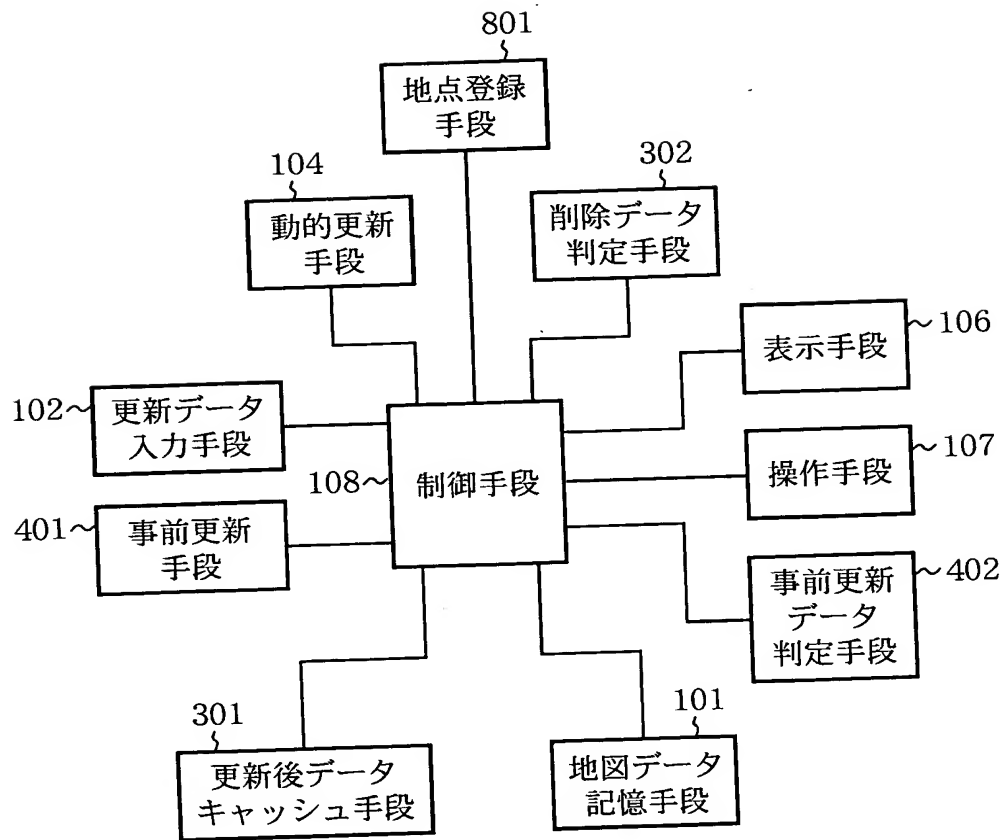 801
地点登録
手段
104
動的更新
手段
302
削除データ
判定手段
106
表示手段
102
更新データ
入力手段
108
制御手段
107
操作手段
401
事前更新
手段
402
事前更新
データ
判定手段
301
更新後データ
キャッシュ手段
101
地図データ
記憶手段